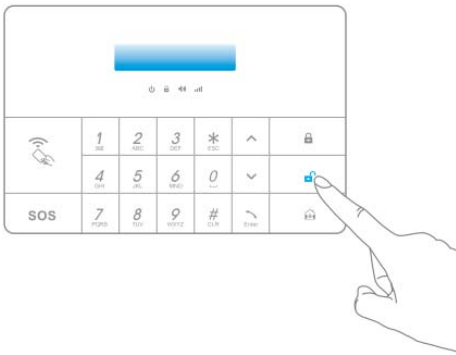 1 2 3 *
ABC DEF ESC
4 5 6 0
GHI JKL MNO
SOS 7 8 9 #
PQRS TUV WXYZ CLR Enter